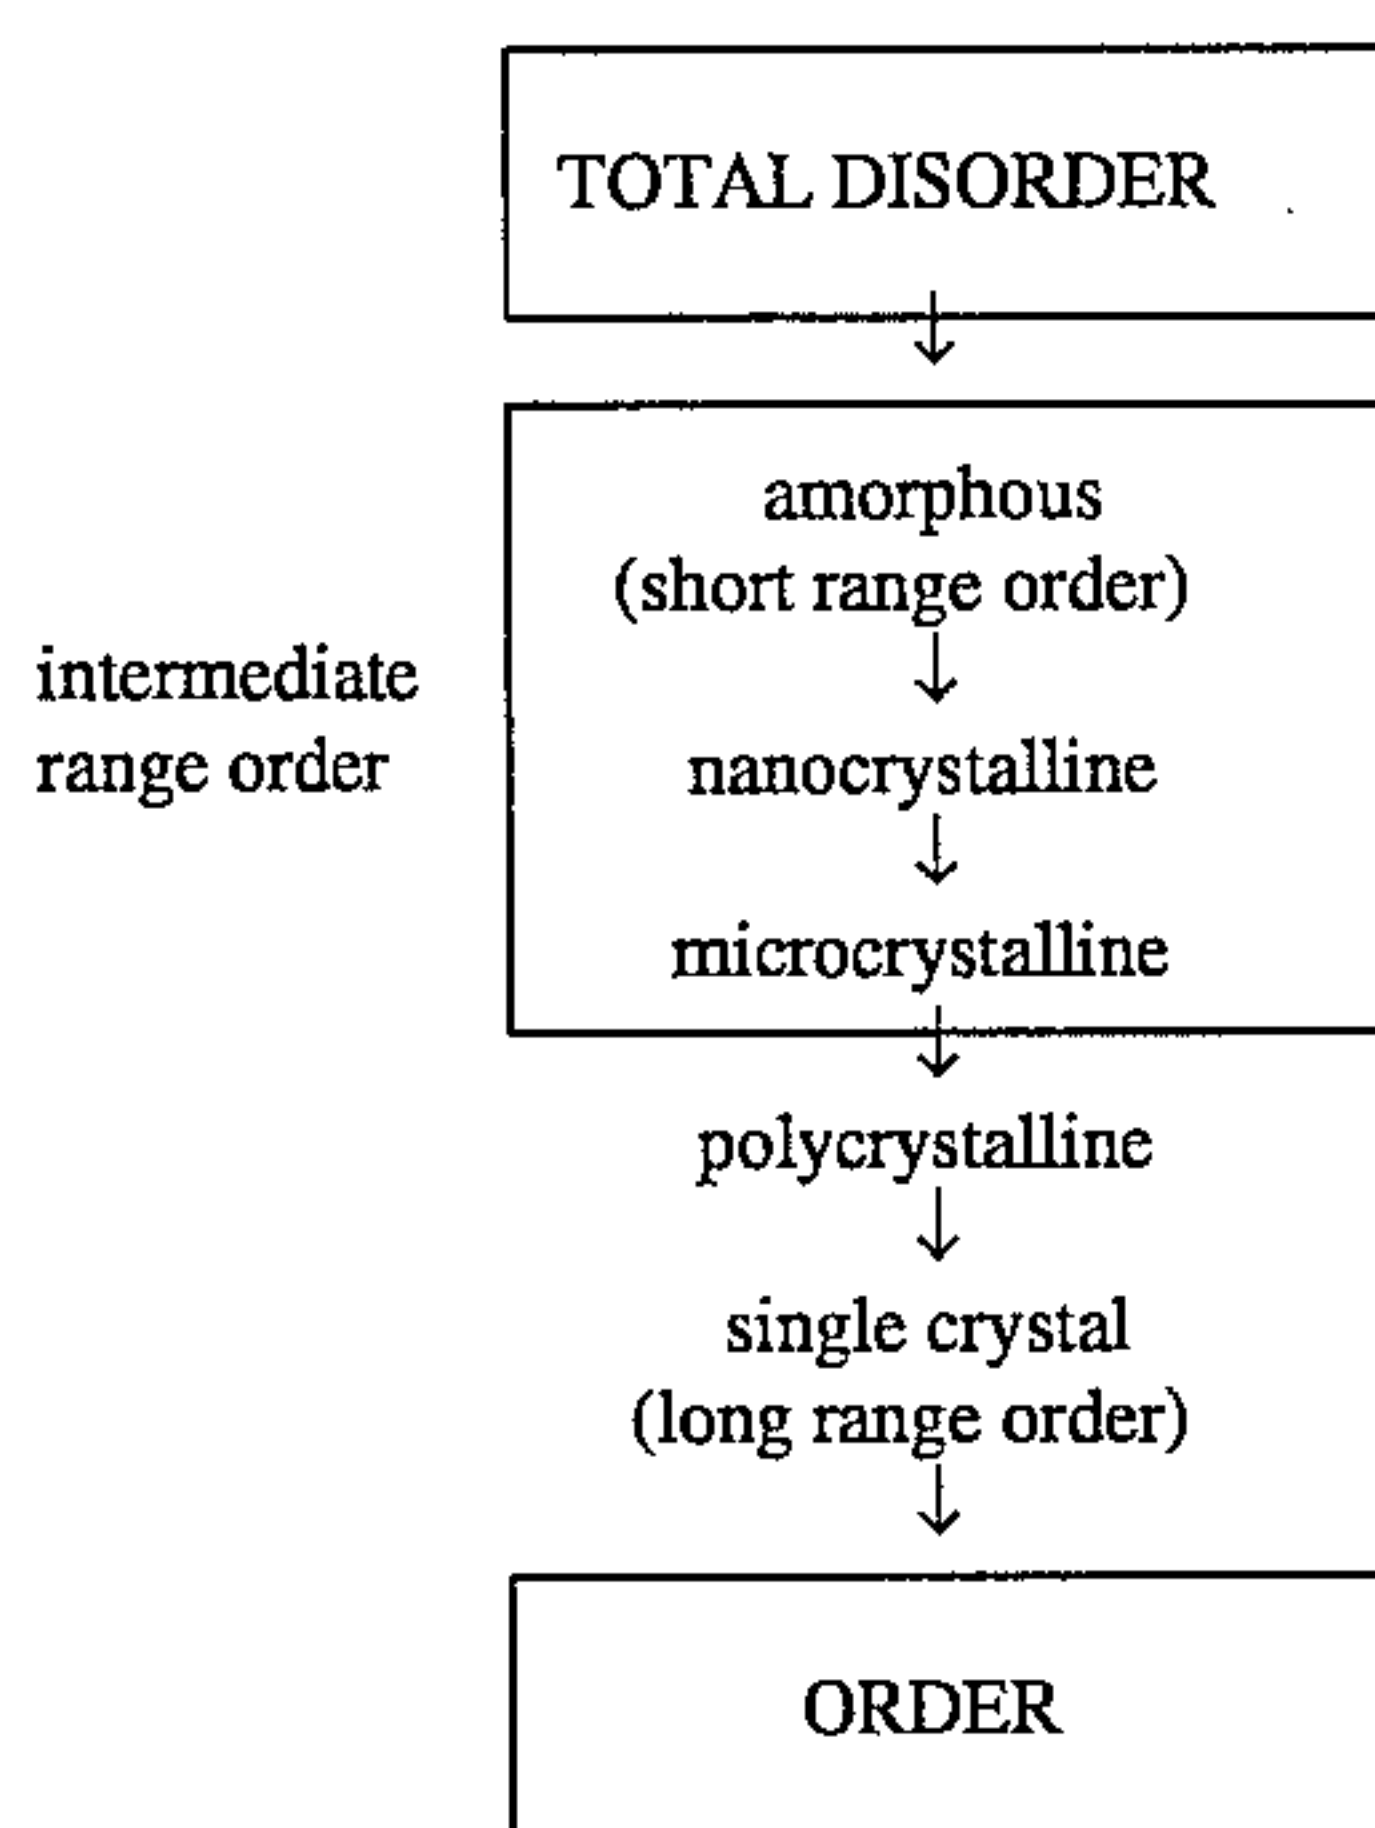 TOTAL DISORDER
amorphous
(short range order)
intermediate
range order
nanocrystalline
microcrystalline
polycrystalline
single crystal
(long range order)
ORDER